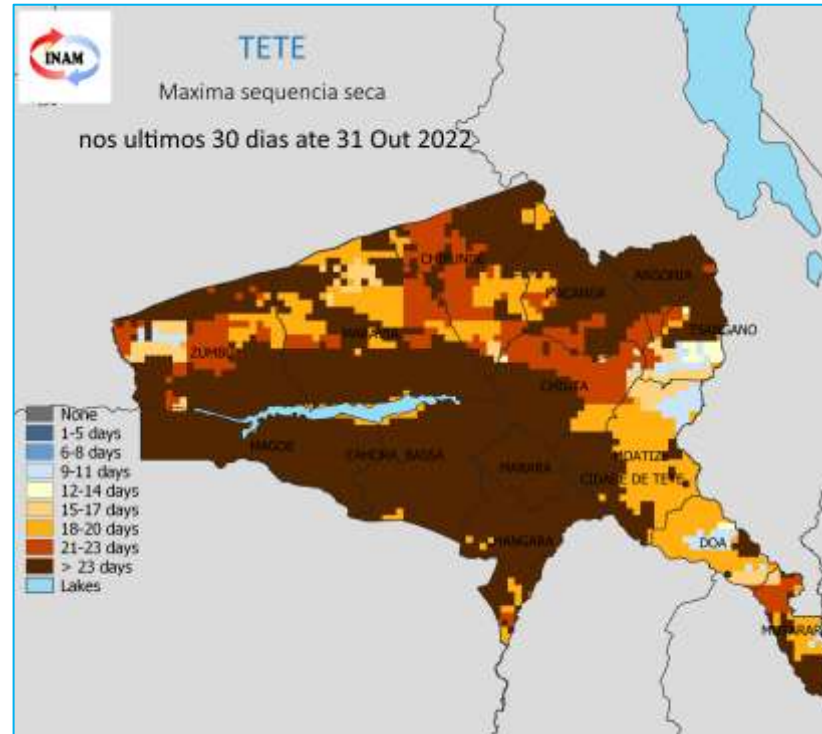 INAM
TETE
Maxima sequencia seca
nos ultimos 30 dias ate 31 Out 2022
CHIFUNDE
MACANGA
ANGONIA
TSANGANO
ZUMBU
MARAVIA
CHIUTA
MAGOE
CAHORA_BASSA
MARARA
MOATIZE
CIDADE DE TETE
CHANGARA
DOA
MUTARAR
None
1-5 days
6-8 days
9-11 days
12-14 days
15-17 days
18-20 days
21-23 days
> 23 days
Lakes